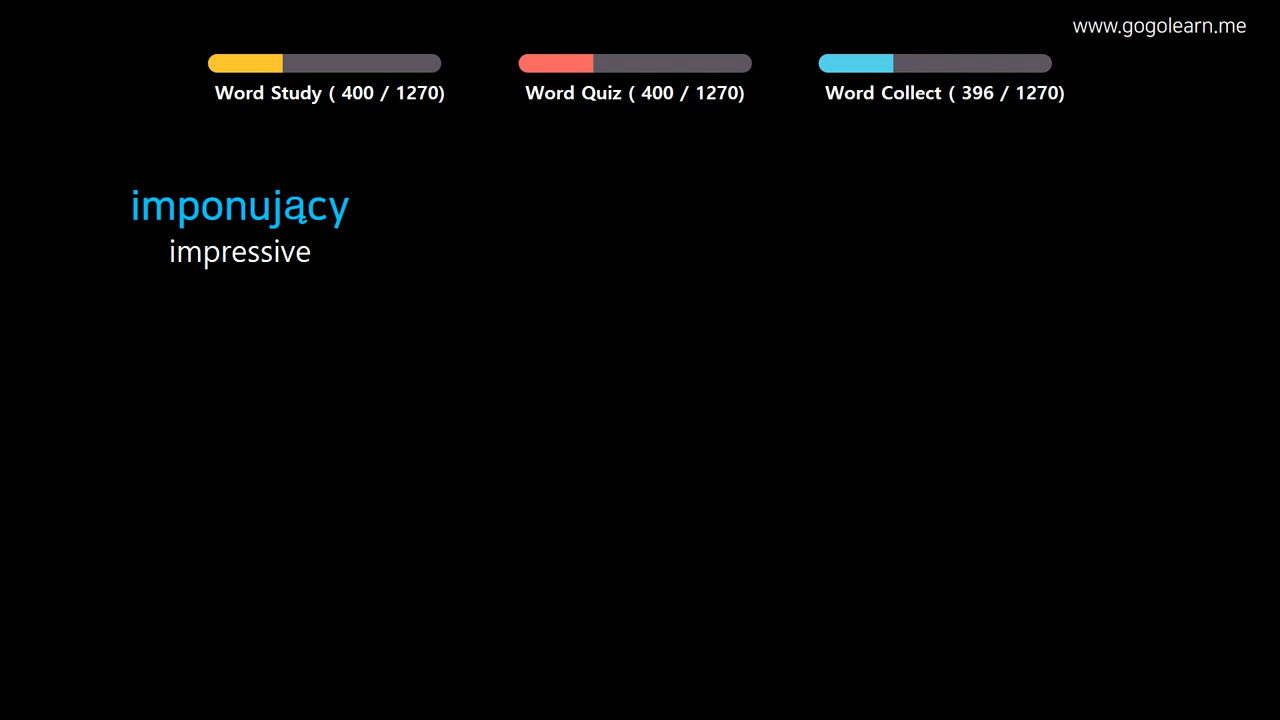 www.gogolearn.me
Word Study ( 400 / 1270)
Word Quiz ( 400 / 1270)
Word Collect ( 396 / 1270)
imponujący
impressive